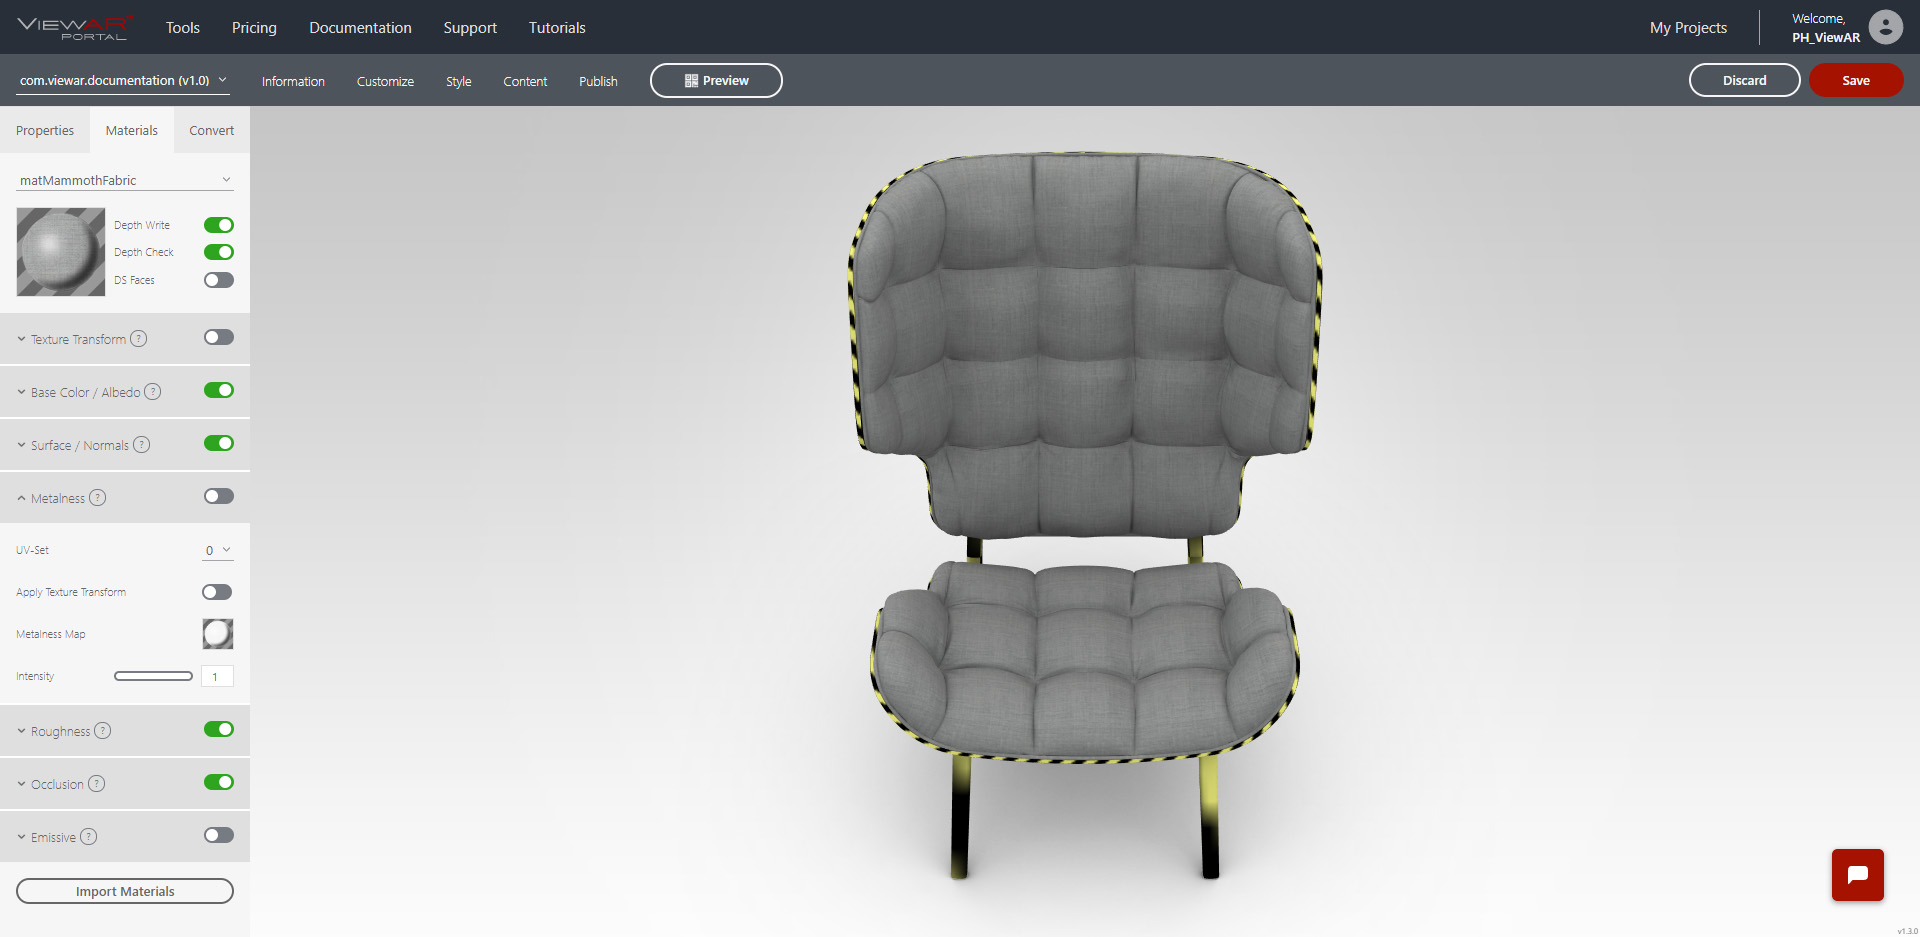 VIEWAR PORTAL
Tools Pricing Documentation Support Tutorials
My Projects
Welcome,
PH_ViewAR
com.viewar.documentation (v1.0)
Information Customize Style Content Publish
Preview
Discard
Save
Properties Materials Convert
matMammothFabric
Depth Write
Depth Check
DS Faces
Texture Transform ?
Base Color / Albedo ?
Surface / Normals ?
Metalness ?
UV-Set 0
Apply Texture Transform
Metalness Map
Intensity 1
Roughness ?
Occlusion ?
Emissive ?
Import Materials
v1.3.0